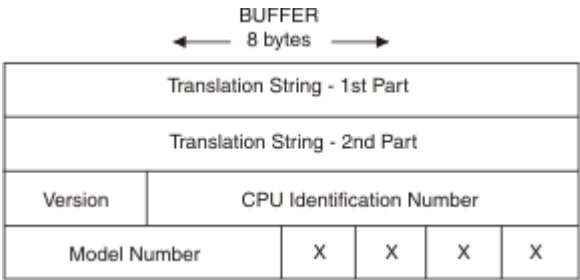 BUFFER
8 bytes
Translation String - 1st Part
Translation String - 2nd Part
Version CPU Identification Number
Model Number X X X X